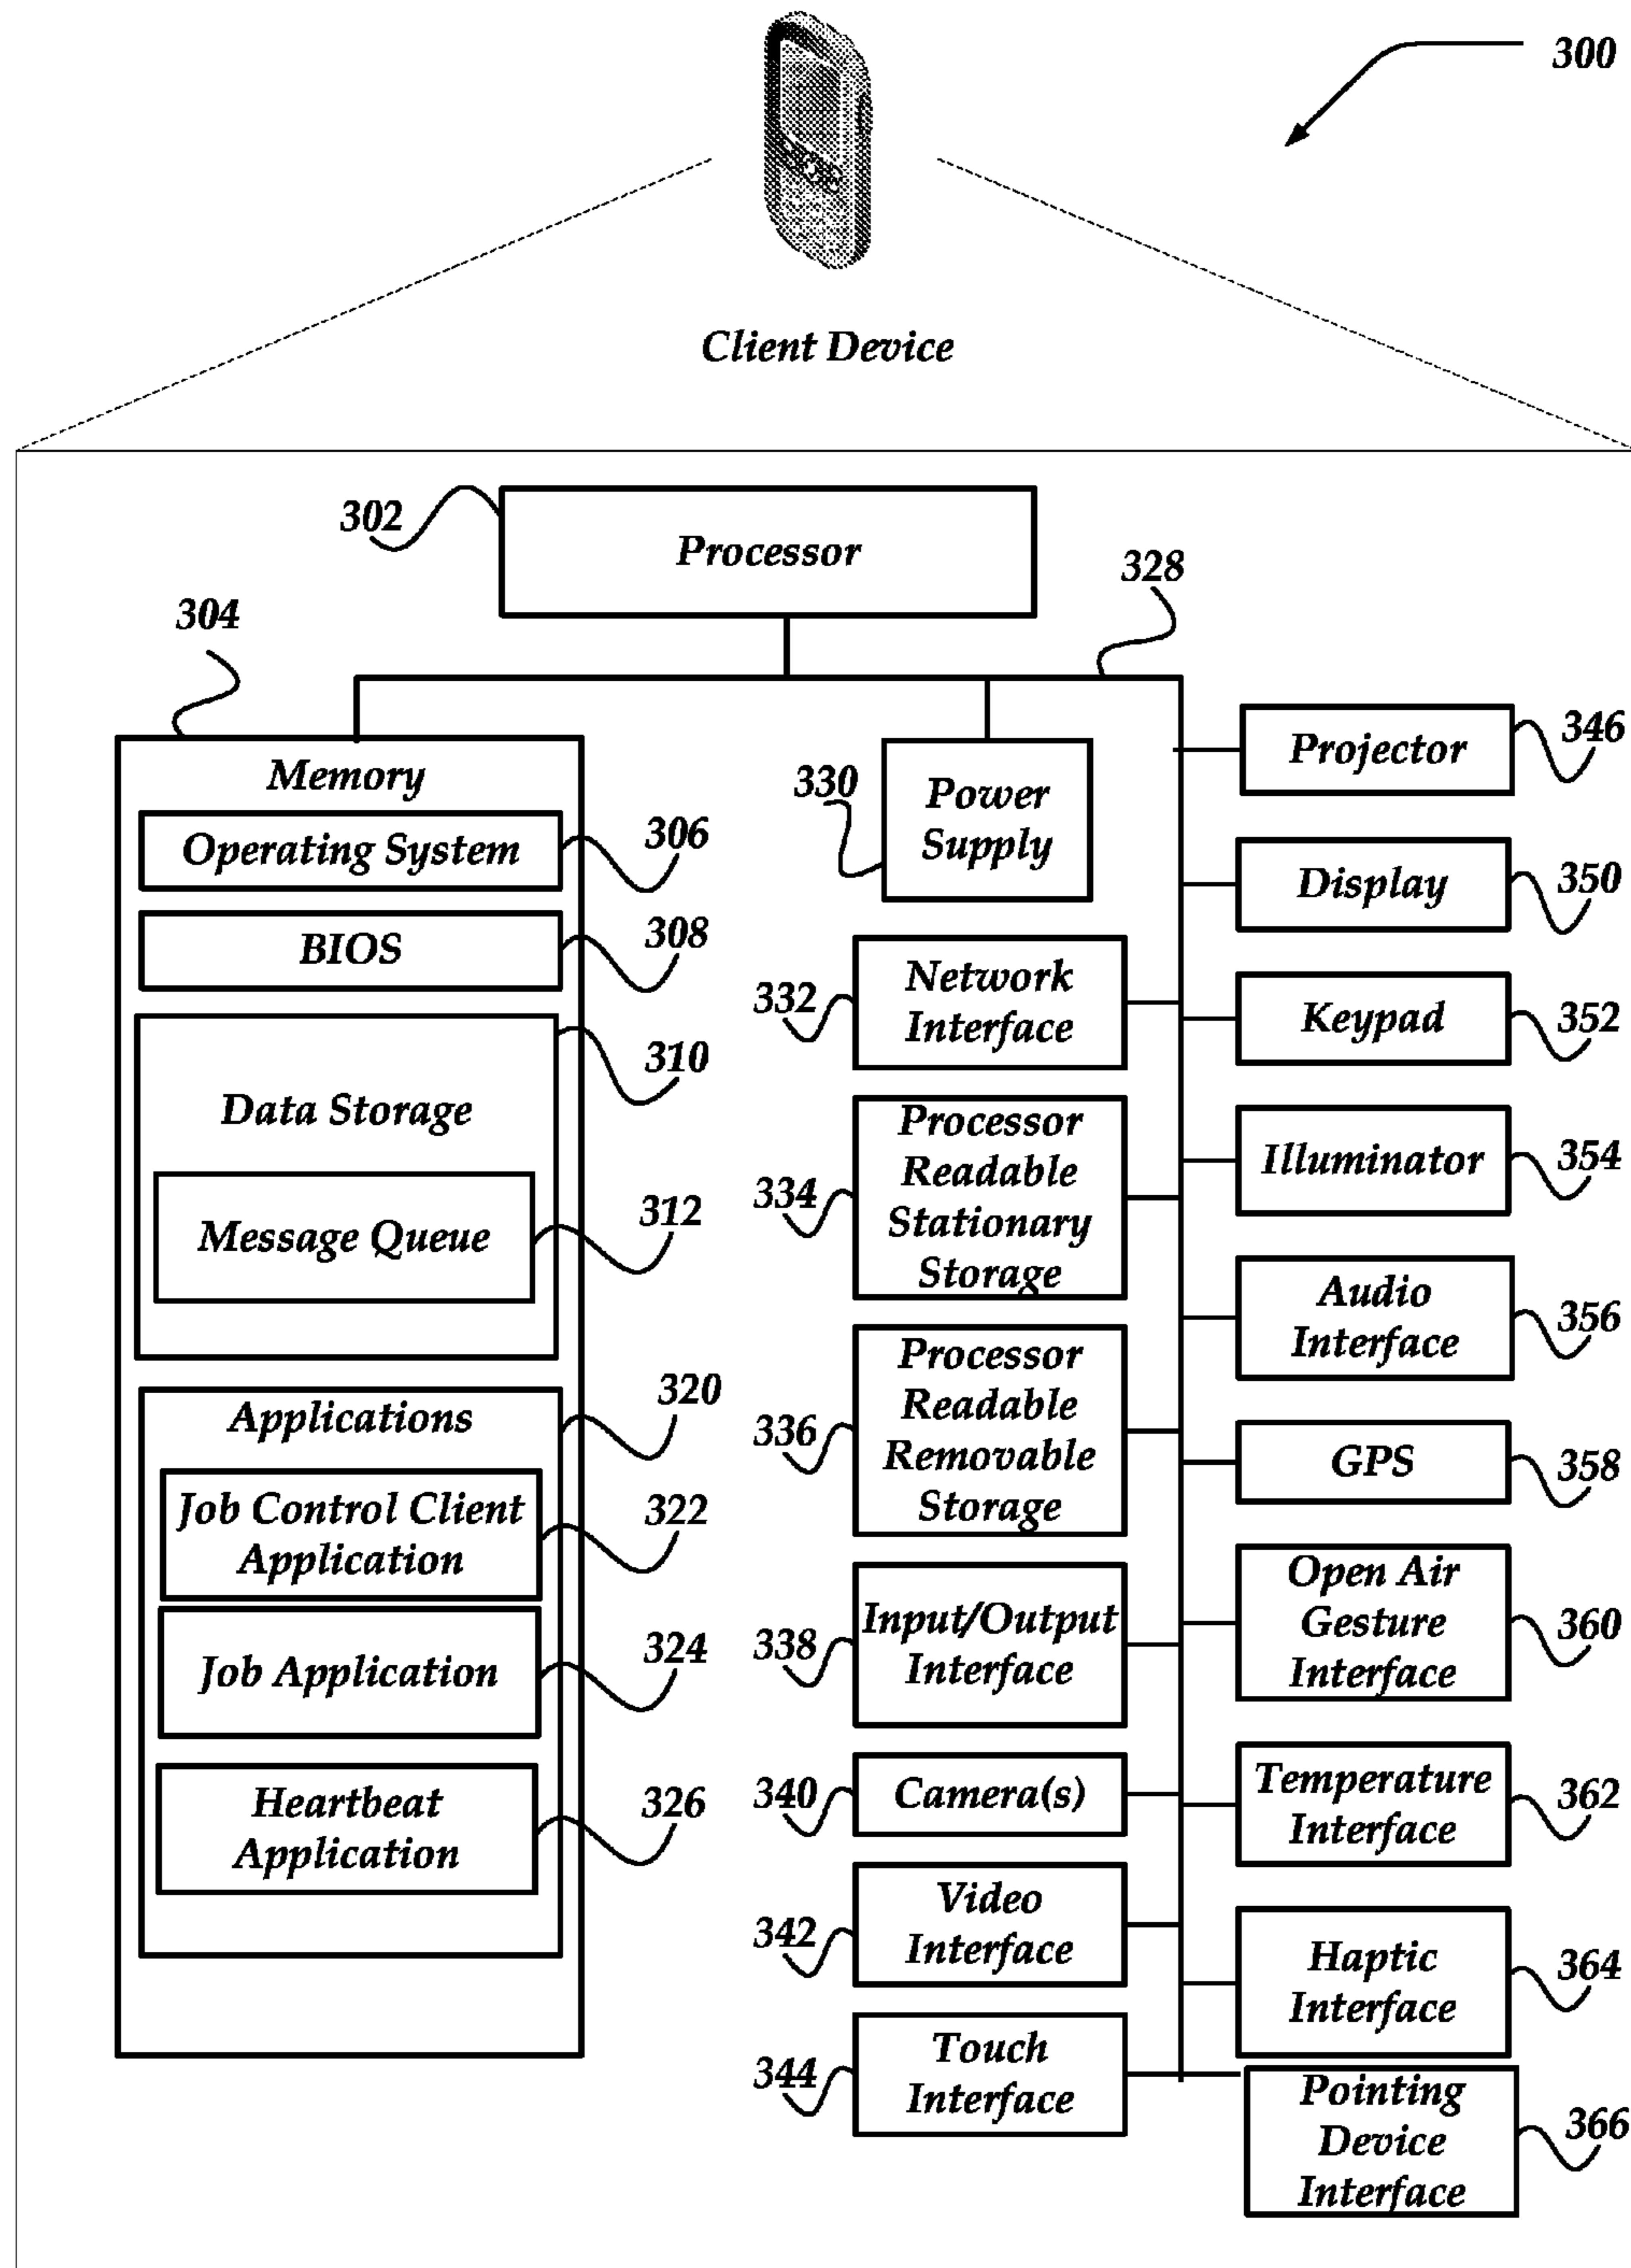 300
Client Device
302
Processor
328
304
Memory
Operating System
306
BIOS
308
Data Storage
310
Message Queue
312
Applications
320
Job Control Client
Application
322
Job Application
324
Heartbeat
Application
326
330
Power
Supply
332
Network
Interface
334
Processor
Readable
Stationary
Storage
336
Processor
Readable
Removable
Storage
338
Input/Output
Interface
340
Camera(s)
342
Video
Interface
344
Touch
Interface
Projector
346
Display
350
Keypad
352
Illuminator
354
Audio
Interface
356
GPS
358
Open Air
Gesture
Interface
360
Temperature
Interface
362
Haptic
Interface
364
Pointing
Device
Interface
366